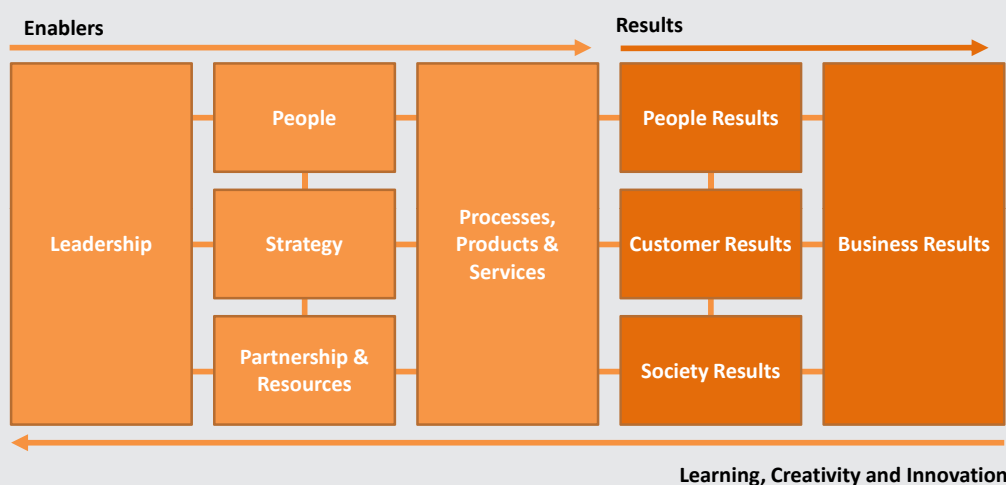 Enablers
Results
Leadership
People
Strategy
Partnership &
Resources
Processes,
Products &
Services
People Results
Customer Results
Society Results
Business Results
Learning, Creativity and Innovation